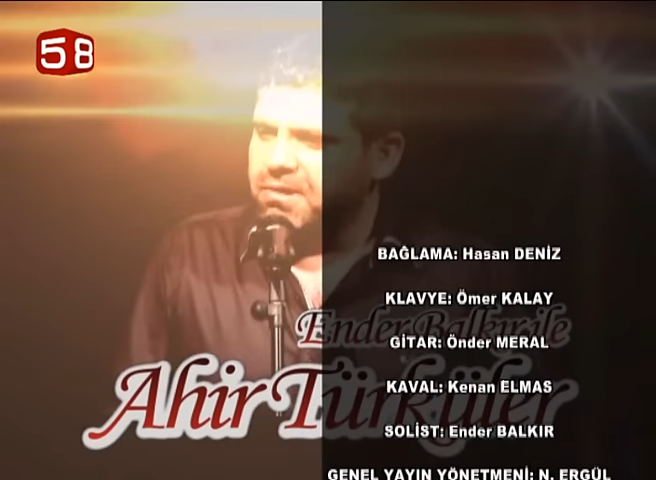 58
BAĞLAMA: Hasan DENİZ
KLAVYE: Ömer KALAY
Ender Balkır ile
GİTAR: Önder MERAL
Ahir Türküler
KAVAL: Kenan ELMAS
SOLİST: Ender BALKIR
GENEL YAYIN YÖNETMENİ: N. ERGÜL